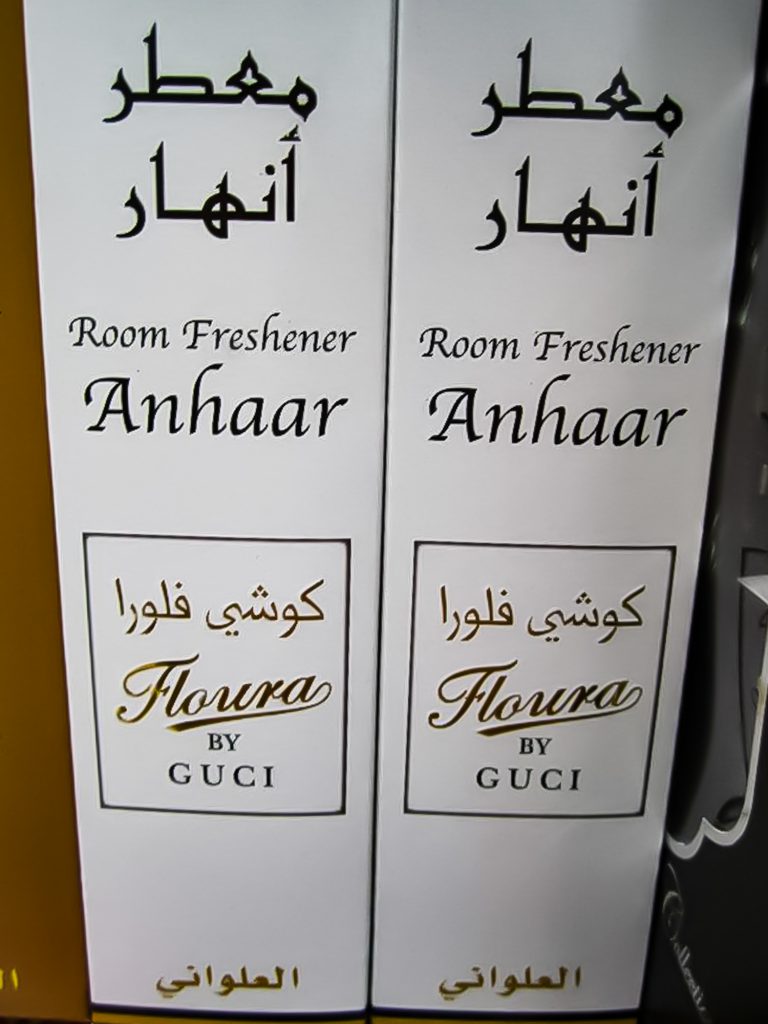 معطر
أنهار
Room Freshener
Anhaar
كوشي فلورا
Floura
BY
GUCI
العلواني
معطر
أنهار
Room Freshener
Anhaar
كوشي فلورا
Floura
BY
GUCI
العلواني